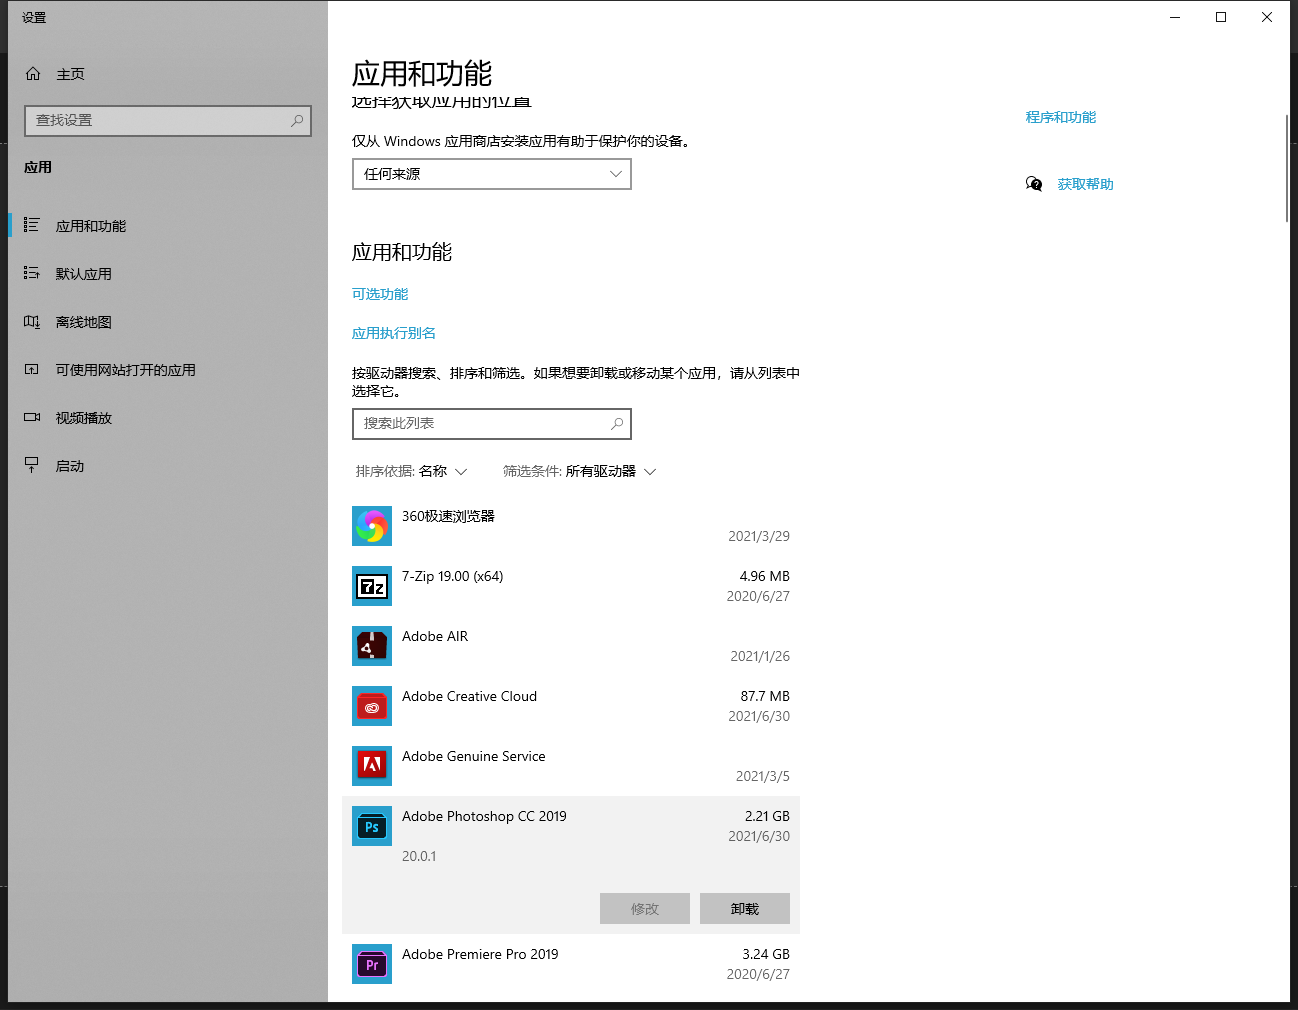 设置
主页
查找设置
应用
应用和功能
默认应用
离线地图
可使用网站打开的应用
视频播放
启动
应用和功能
选择获取应用的位置
仅从 Windows 应用商店安装应用有助于保护你的设备。
任何来源
应用和功能
可选功能
应用执行别名
按驱动器搜索、排序和筛选。如果想要卸载或移动某个应用，请从列表中
选择它。
搜索此列表
排序依据: 名称 筛选条件: 所有驱动器
360极速浏览器
2021/3/29
7-Zip 19.00 (x64) 4.96 MB
2020/6/27
Adobe AIR
2021/1/26
Adobe Creative Cloud 87.7 MB
2021/6/30
Adobe Genuine Service
2021/3/5
Adobe Photoshop CC 2019 2.21 GB
2021/6/30
20.0.1
修改 卸载
Adobe Premiere Pro 2019 3.24 GB
2020/6/27
程序和功能
获取帮助